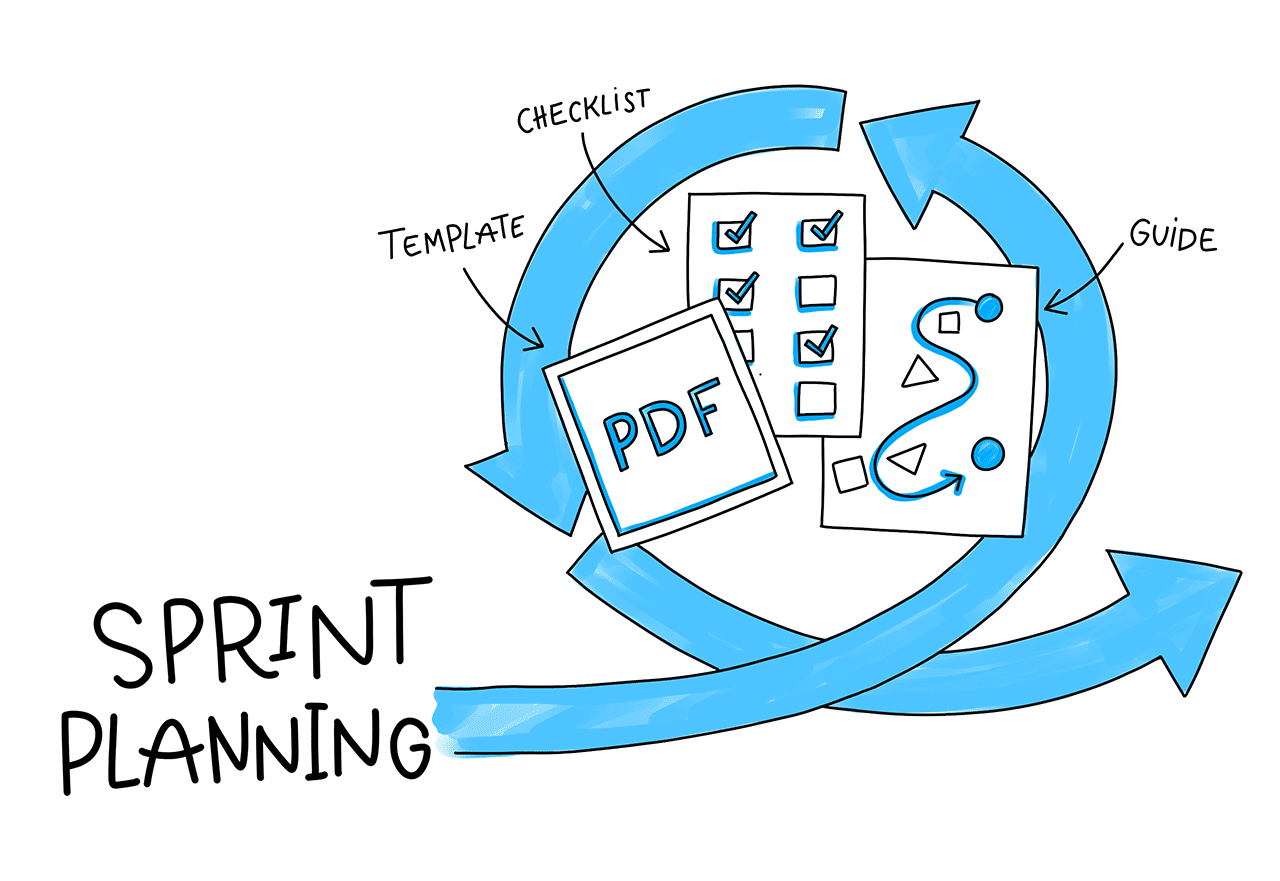 CHECKLIST
TEMPLATE
GUIDE
PDF
SPRINT
PLANNING